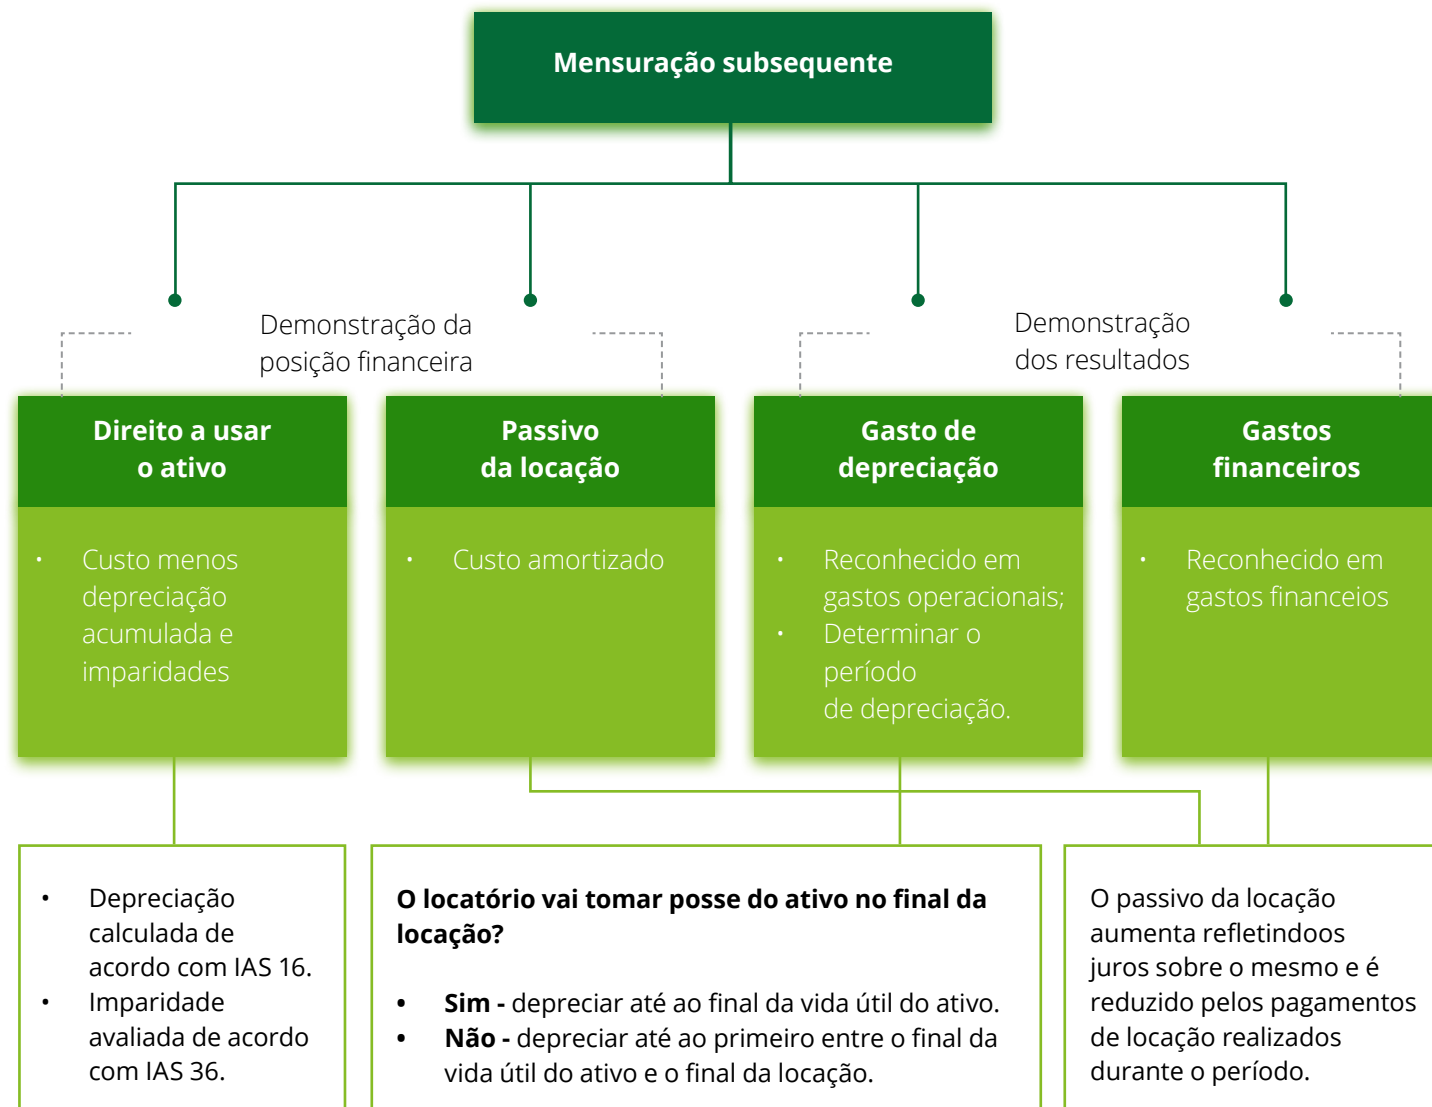 Mensuração subsequente
Demonstração da
posição financeira
Demonstração
dos resultados
Direito a usar
o ativo
Passivo
da locação
Gasto de
depreciação
Gastos
financeiros
• Custo menos
depreciação
acumulada e
imparidades
• Custo amortizado
• Reconhecido em
gastos operacionais;
• Determinar o
período
de depreciação.
• Reconhecido em
gastos financeios
• Depreciação
calculada de
acordo com IAS 16.
• Imparidade
avaliada de acordo
com IAS 36.
O locatório vai tomar posse do ativo no final da
locação?
• Sim - depreciar até ao final da vida útil do ativo.
• Não - depreciar até ao primeiro entre o final da
vida útil do ativo e o final da locação.
O passivo da locação
aumenta refletindoos
juros sobre o mesmo e é
reduzido pelos pagamentos
de locação realizados
durante o período.